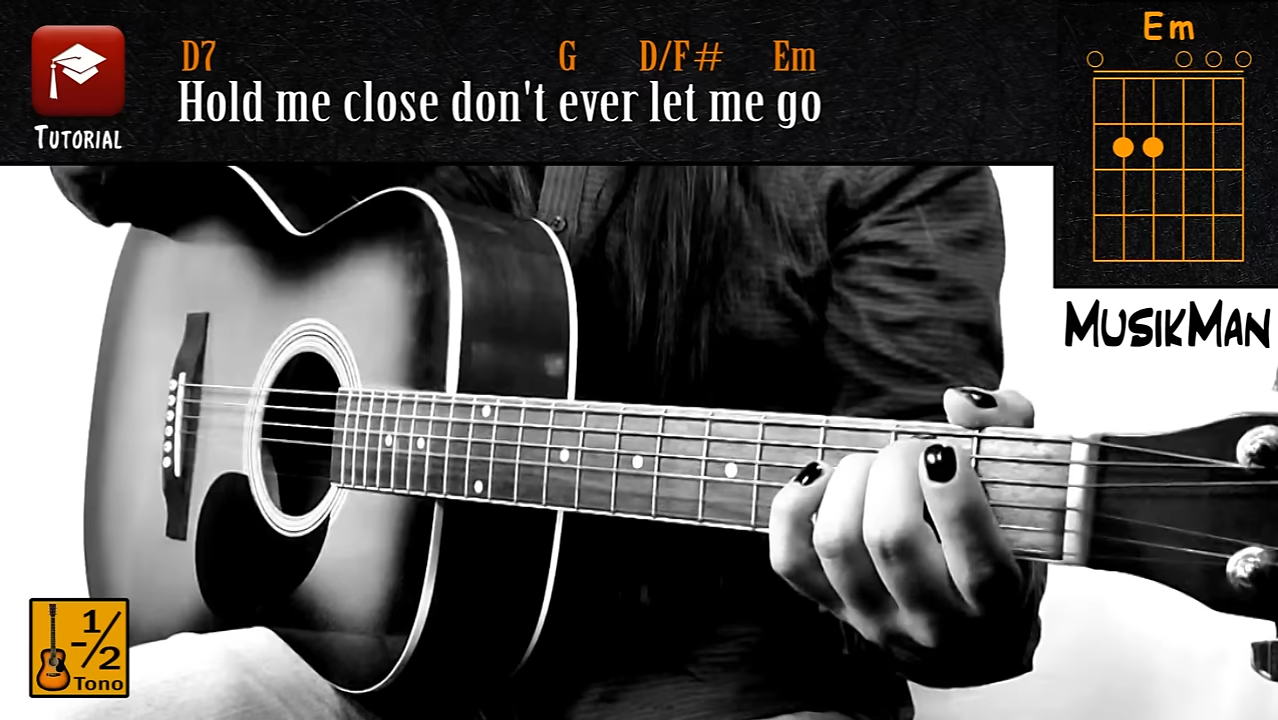 D7 G D/F# Em
Hold me close don't ever let me go
TUTORIAL
Em
MUSIKMAN
-1/2
Tono